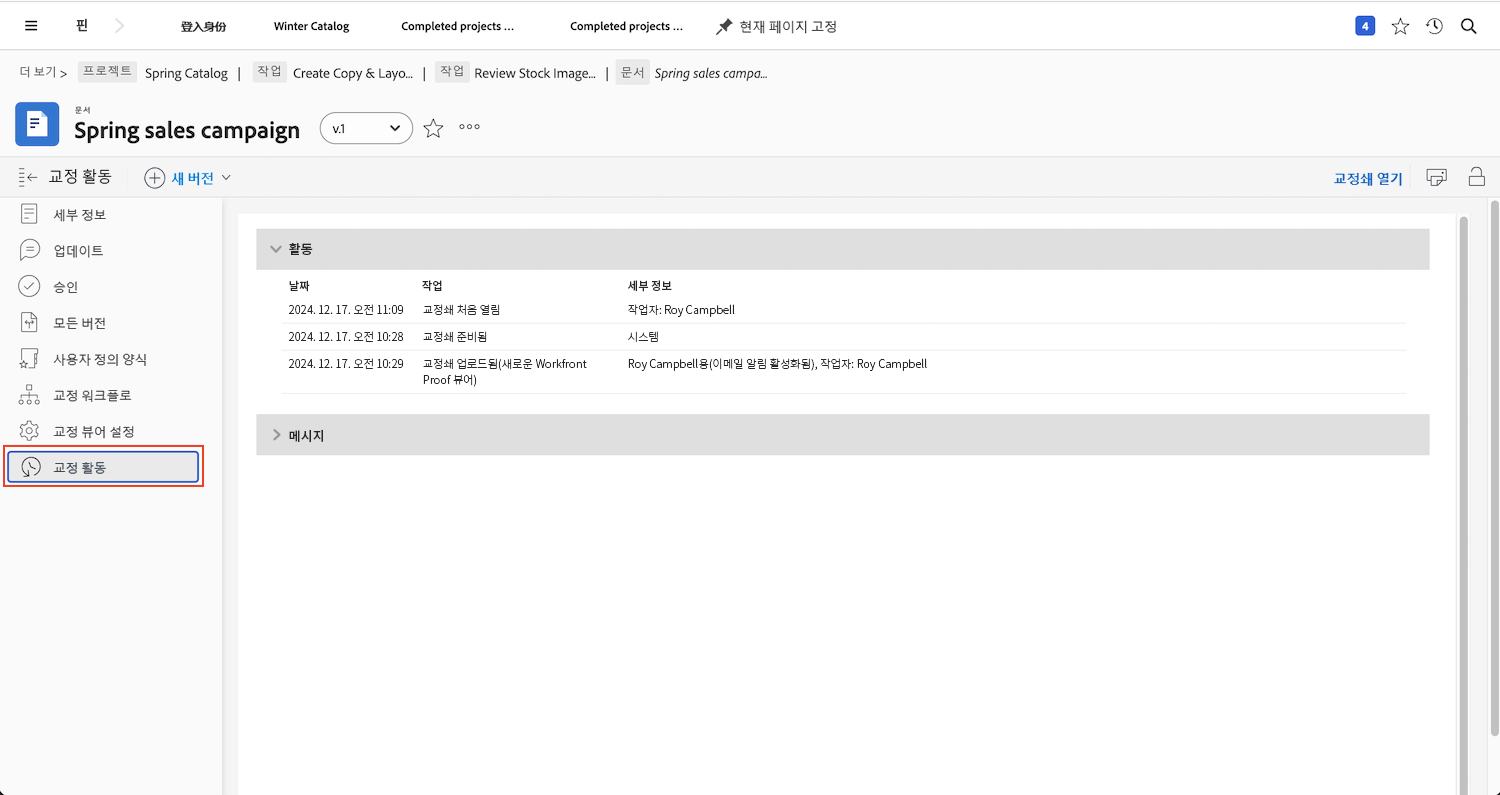 핀
登入身份
Winter Catalog
Completed projects ...
Completed projects ...
현재 페이지 고정
4
더 보기 > 프로젝트 Spring Catalog | 작업 Create Copy & Layo... | 작업 Review Stock Image... | 문서 Spring sales campa...
문서
Spring sales campaign
v.1
교정 활동
새 버전
교정쇄 열기
세부 정보
업데이트
승인
모든 버전
사용자 정의 양식
교정 워크플로
교정 뷰어 설정
교정 활동
활동
날짜 작업 세부 정보
2024. 12. 17. 오전 11:09 교정쇄 처음 열림 작업자: Roy Campbell
2024. 12. 17. 오전 10:28 교정쇄 준비됨 시스템
2024. 12. 17. 오전 10:29 교정쇄 업로드됨(새로운 Workfront Roy Campbell용(이메일 알림 활성화됨), 작업자: Roy Campbell
Proof 뷰어)
메시지